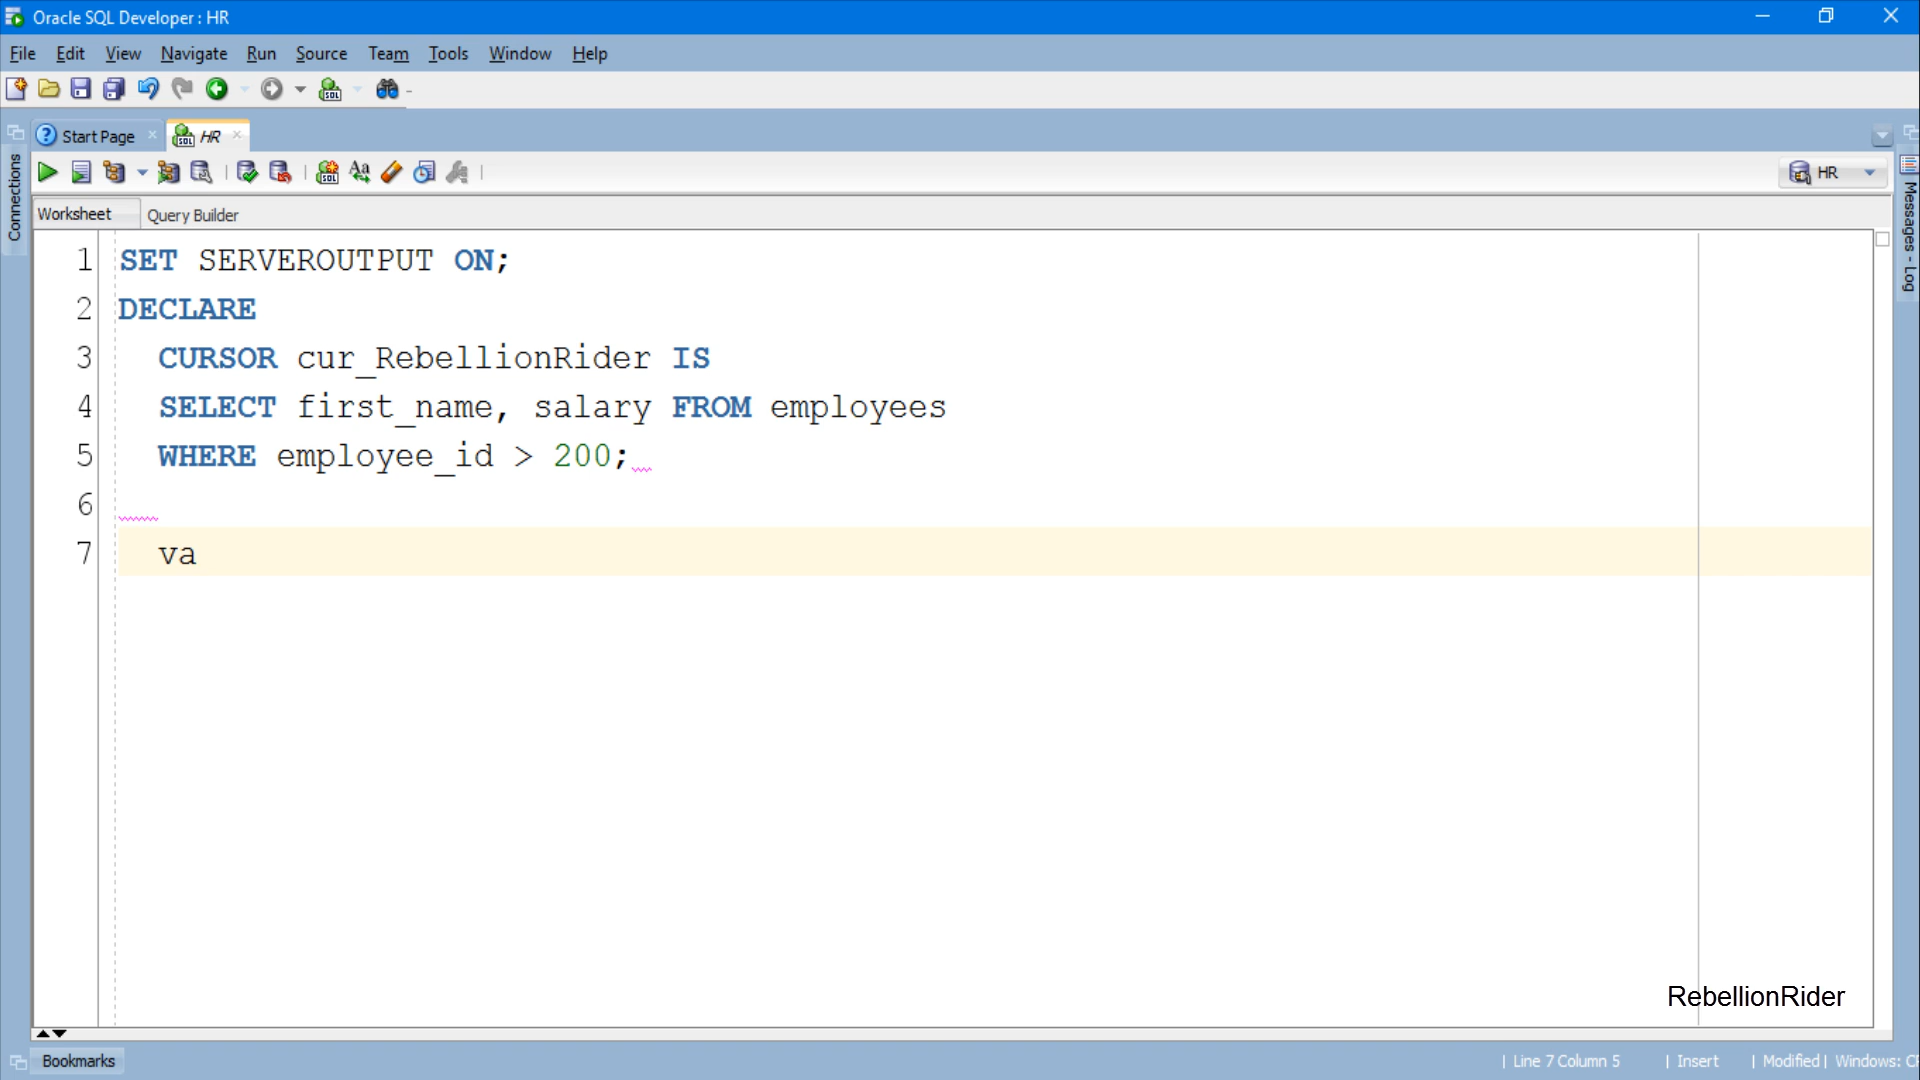 Oracle SQL Developer : HR
File Edit View Navigate Run Source Team Tools Window Help
Start Page HR
HR
Worksheet Query Builder
Connections
Messages - Log
1 SET SERVEROUTPUT ON;
2 DECLARE
3 CURSOR cur_RebellionRider IS
4 SELECT first_name, salary FROM employees
5 WHERE employee_id > 200;
6
7 va
RebellionRider
Bookmarks
| Line 7 Column 5 | Insert | Modified | Windows: CR